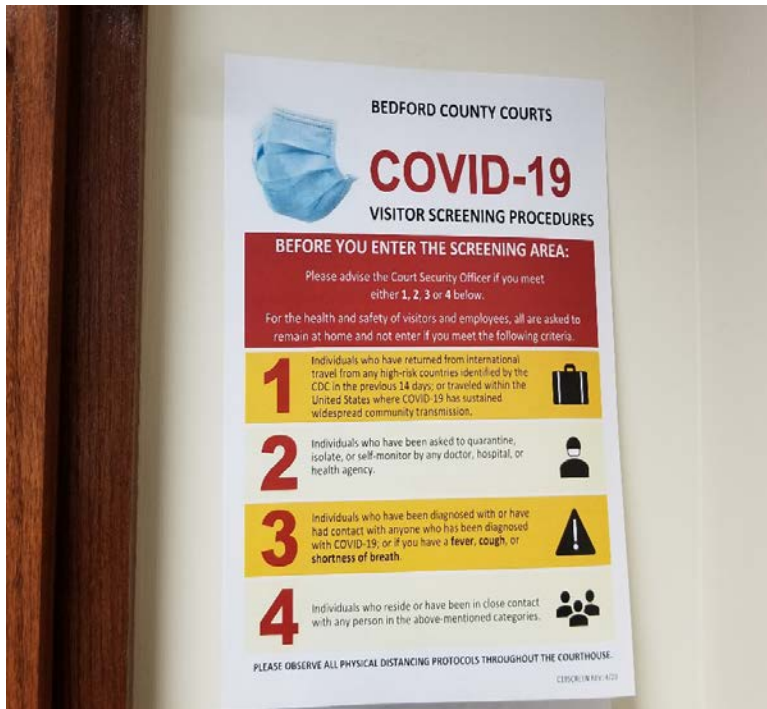 BEDFORD COUNTY COURTS
COVID-19
VISITOR SCREENING PROCEDURES
BEFORE YOU ENTER THE SCREENING AREA:
Please advise the Court Security Officer if you meet
either 1, 2, 3 or 4 below.
For the health and safety of visitors and employees, all are asked to
remain at home and not enter if you meet the following criteria.
1
Individuals who have returned from international
travel from any high-risk countries identified by the
CDC in the previous 14 days; or traveled within the
United States where COVID-19 has sustained
widespread community transmission.
2
Individuals who have been asked to quarantine,
isolate, or self-monitor by any doctor, hospital, or
health agency.
3
Individuals who have been diagnosed with or have
had contact with anyone who has been diagnosed
with COVID-19; or if you have a fever, cough, or
shortness of breath.
4
Individuals who reside or have been in close contact
with any person in the above-mentioned categories.
PLEASE OBSERVE ALL PHYSICAL DISTANCING PROTOCOLS THROUGHOUT THE COURTHOUSE.